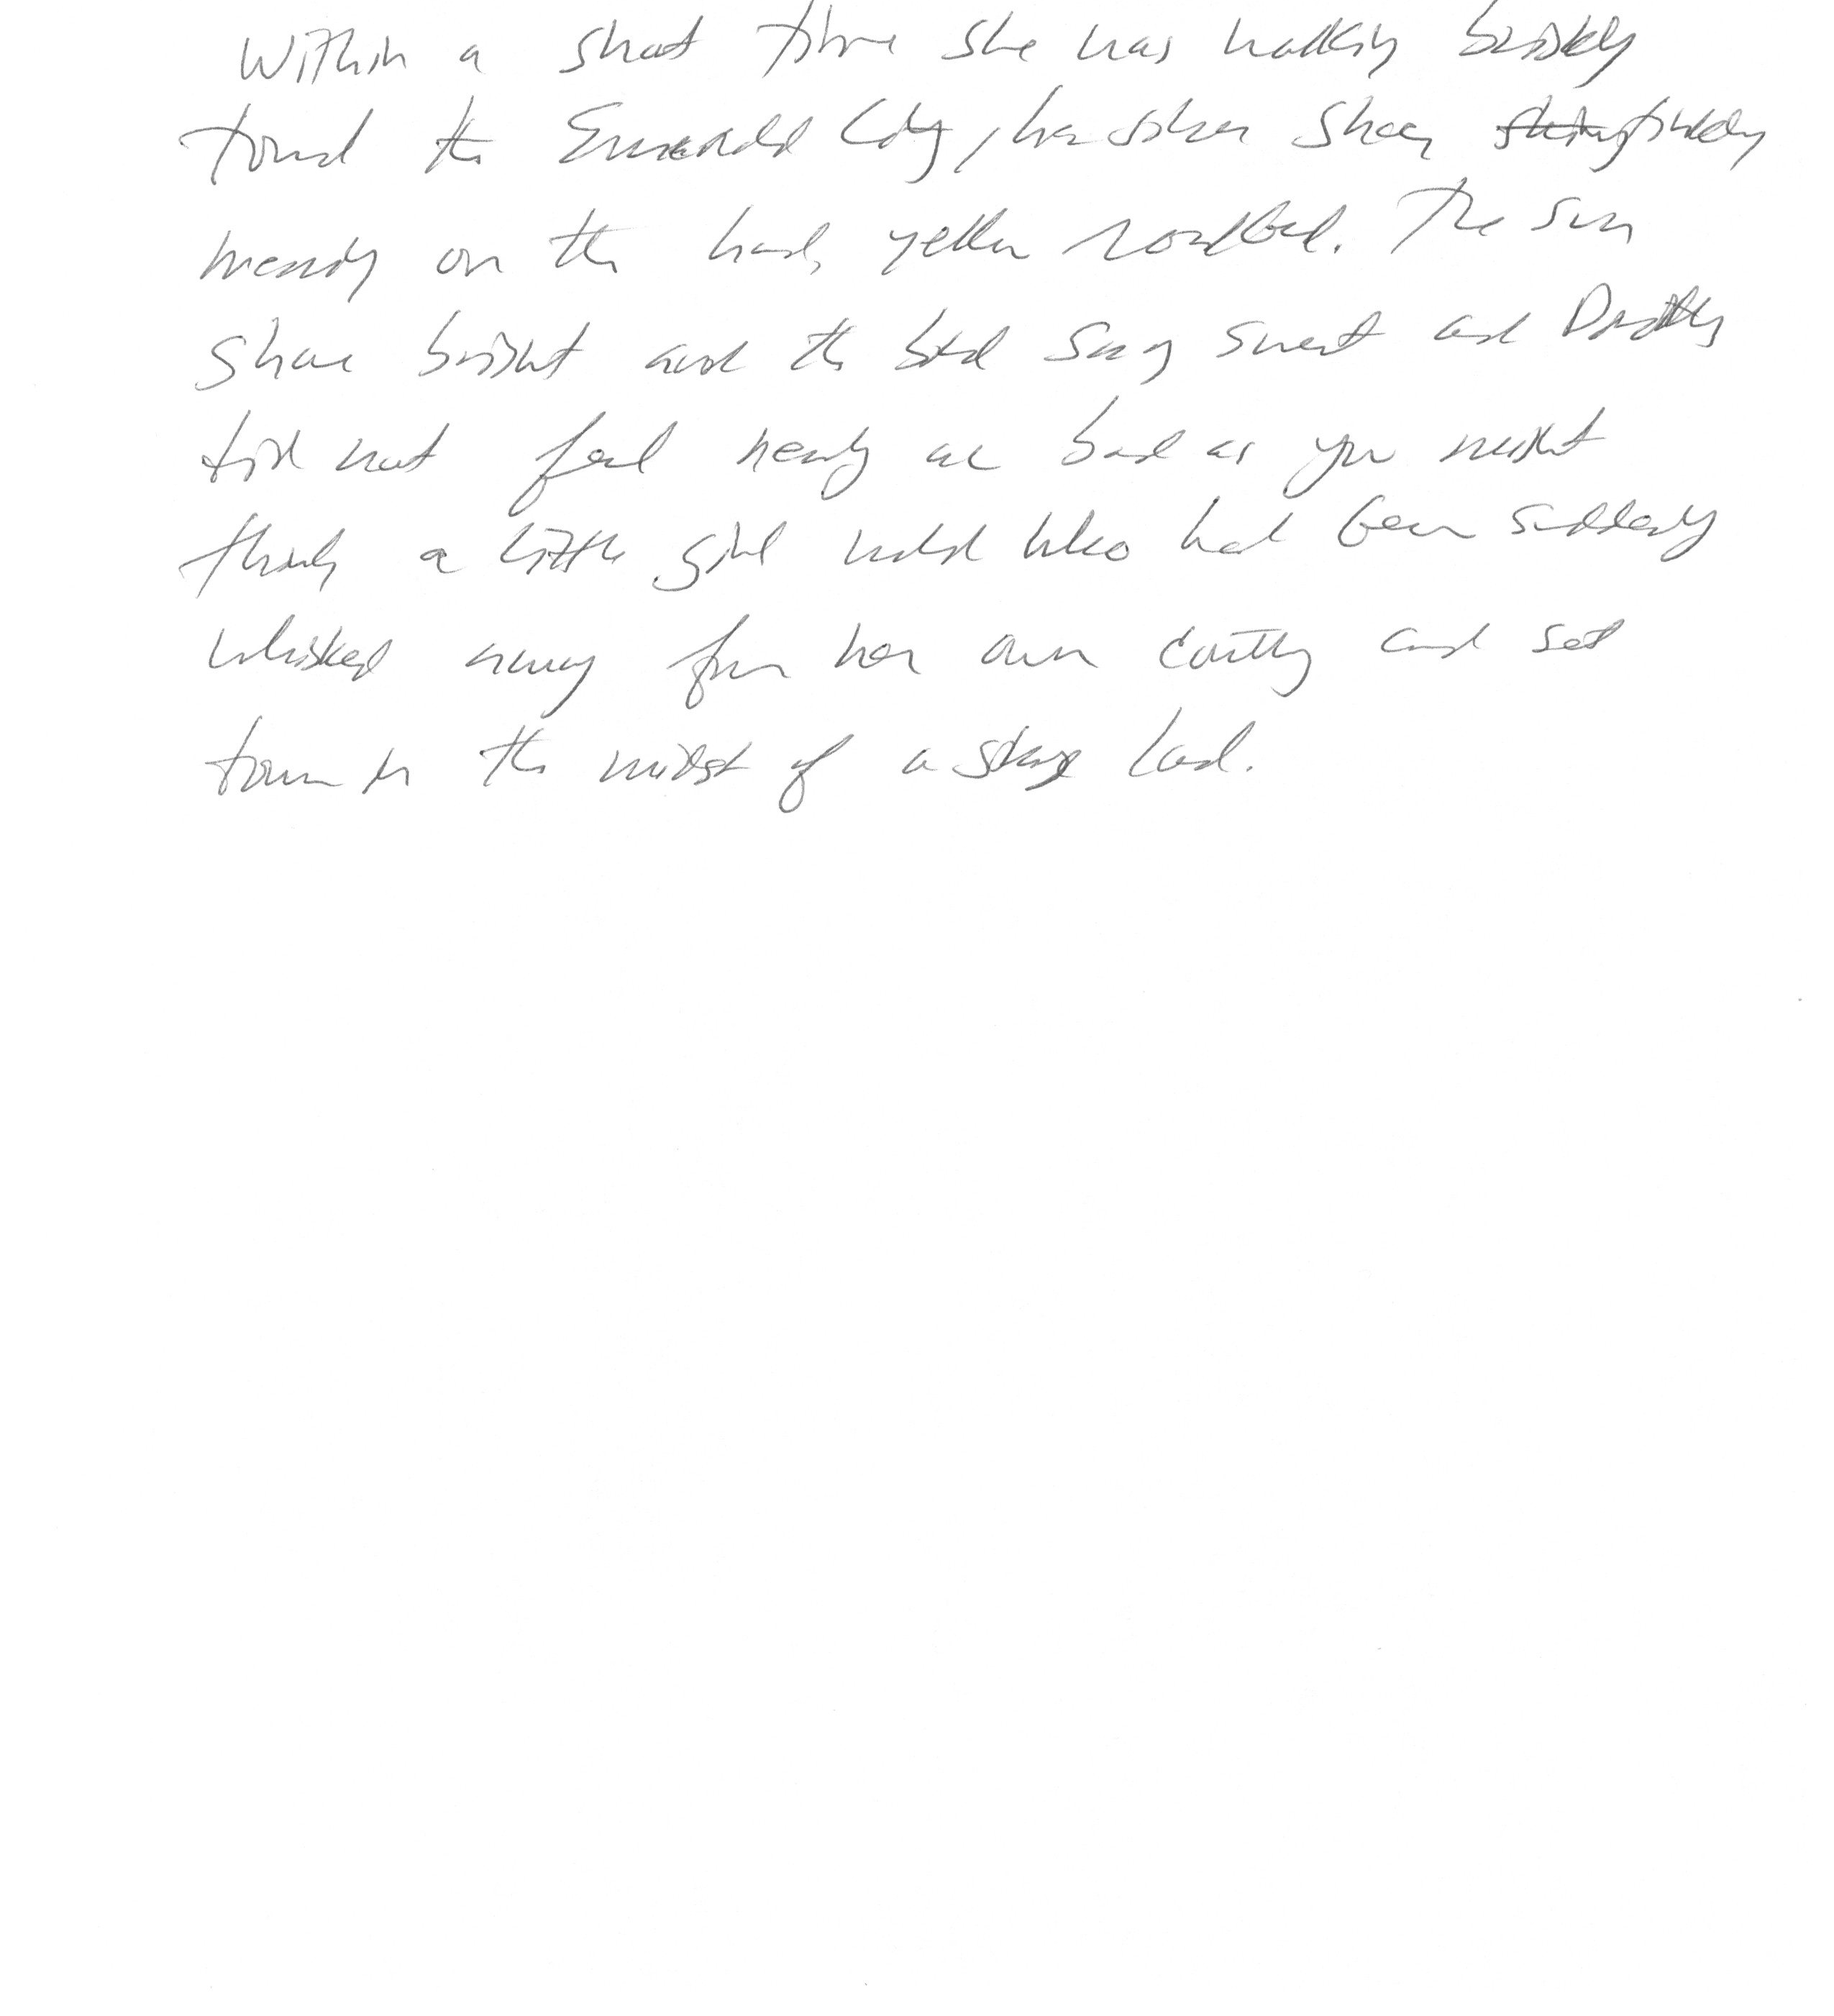 Within a short time she was walking briskly
toward the Emerald City, her silver shoes tinkling
merrily on the hard, yellow roadbed. The sun
shone bright and the birds sang sweet and Dorothy
did not feel nearly as bad as you might
think a little girl would who had been suddenly
whisked away from her own country and set
down in the midst of a strange land.